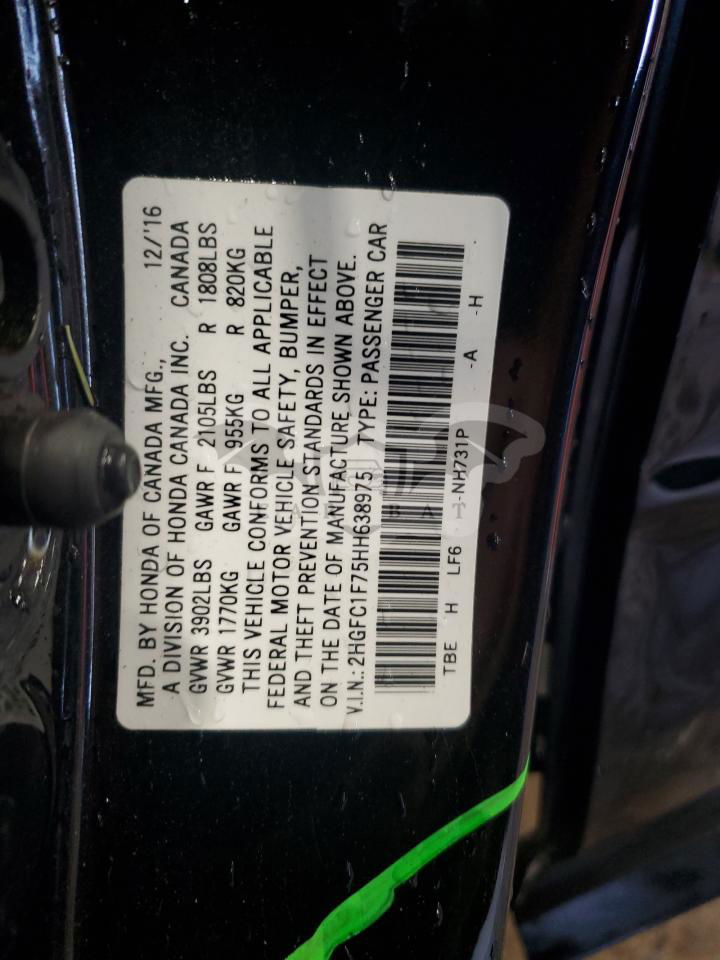 MFD. BY HONDA OF CANADA MFG., 12/'16
A DIVISION OF HONDA CANADA INC. CANADA
GVWR 3902LBS GAWR F 2105LBS R 1808LBS
GVWR 1770KG GAWR F 955KG R 820KG
THIS VEHICLE CONFORMS TO ALL APPLICABLE
FEDERAL MOTOR VEHICLE SAFETY, BUMPER,
AND THEFT PREVENTION STANDARDS IN EFFECT
ON THE DATE OF MANUFACTURE SHOWN ABOVE.
V.I.N.: 2HGFC1F75HH638975 TYPE: PASSENGER CAR
TBE H LF6 -NH731P -A -H